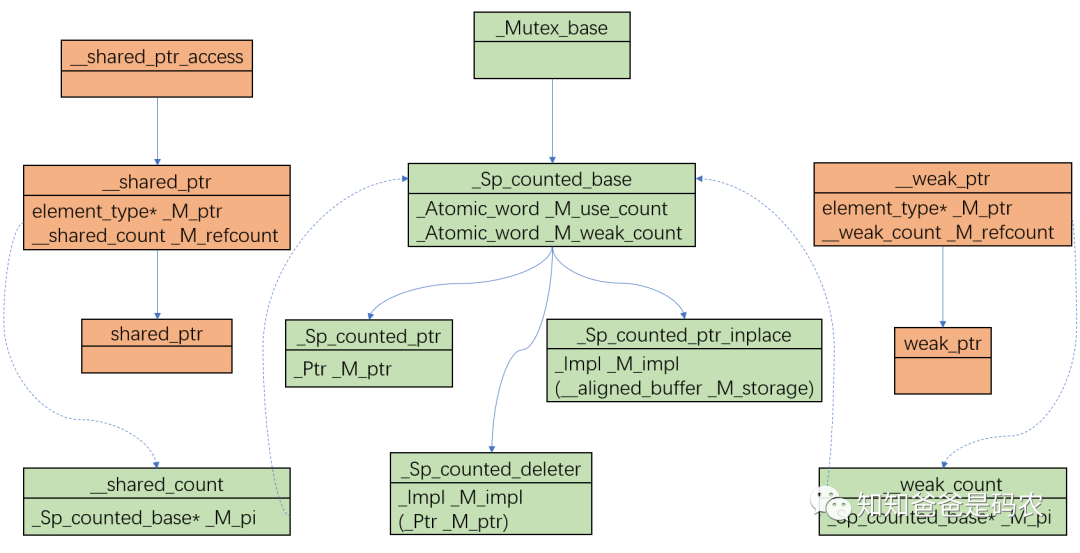 _Mutex_base
__shared_ptr_access
__shared_ptr
element_type* _M_ptr
__shared_count _M_refcount
_Sp_counted_base
_Atomic_word _M_use_count
_Atomic_word _M_weak_count
__weak_ptr
element_type* _M_ptr
__weak_count _M_refcount
shared_ptr
_Sp_counted_ptr
_Ptr _M_ptr
_Sp_counted_ptr_inplace
_Impl _M_impl
(__aligned_buffer _M_storage)
weak_ptr
__shared_count
_Sp_counted_base* _M_pi
_Sp_counted_deleter
_Impl _M_impl
(_Ptr _M_ptr)
weak_count
_Sp_counted_base* _M_pi
知知爸爸是码农